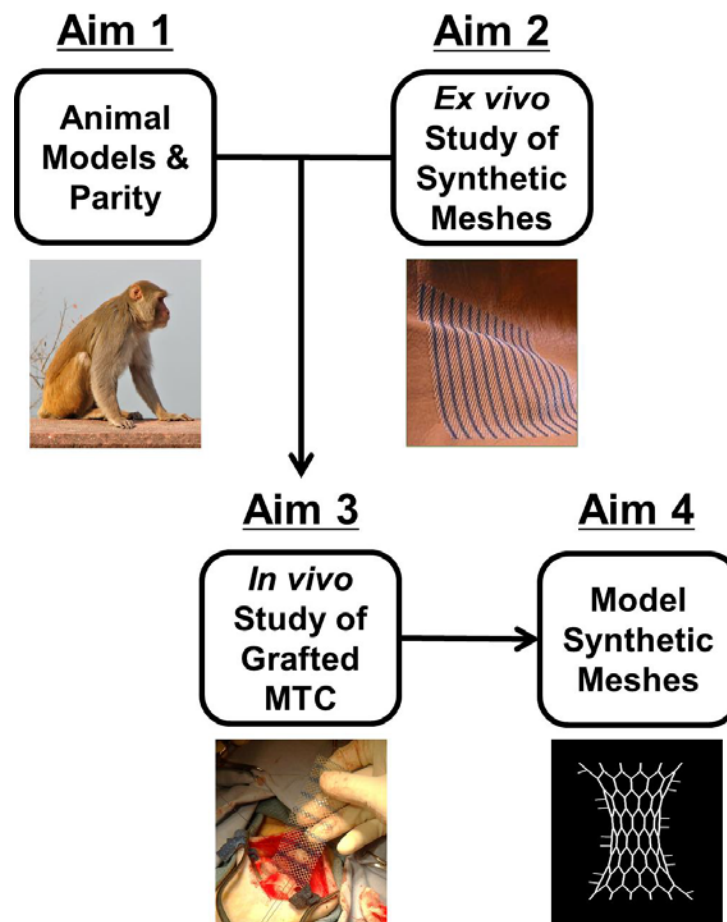 Aim 1
Animal
Models &
Parity
Aim 2
Ex vivo
Study of
Synthetic
Meshes
Aim 3
In vivo
Study of
Grafted
MTC
Aim 4
Model
Synthetic
Meshes